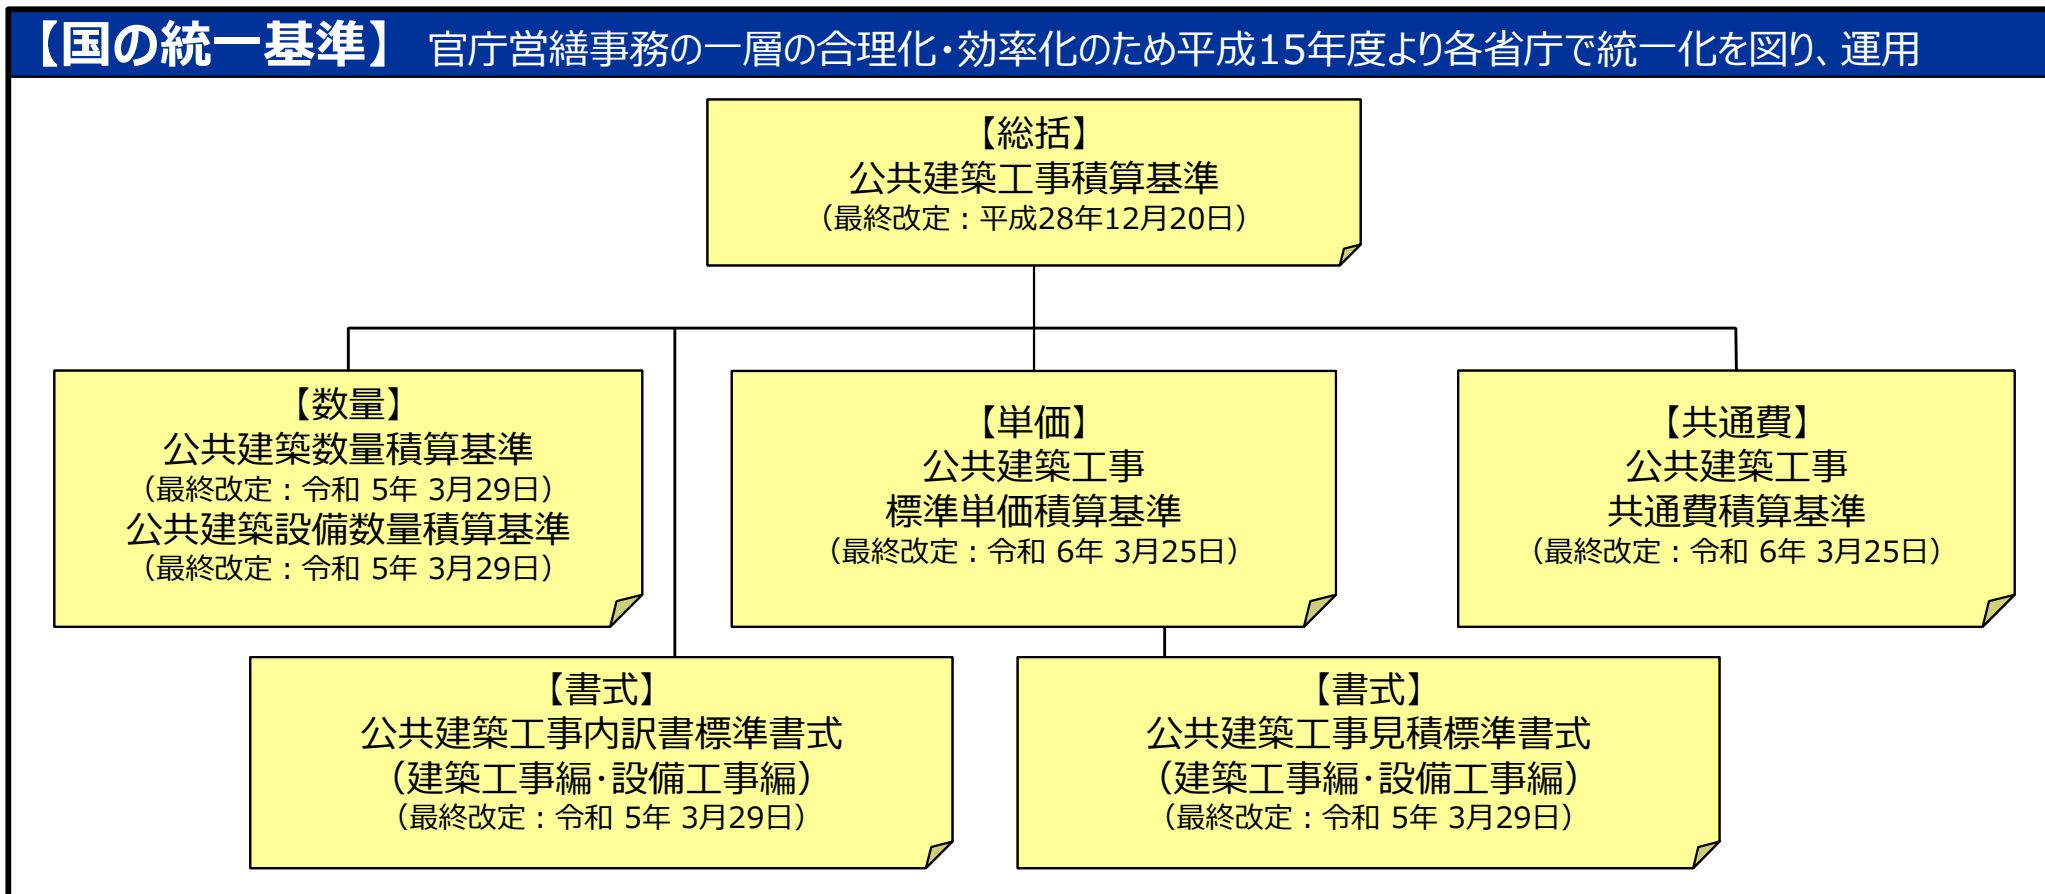 【国の統一基準】 官庁営繕事務の一層の合理化・効率化のため平成15年度より各省庁で統一化を図り、運用
【総括】
公共建築工事積算基準
（最終改定：平成28年12月20日）
【数量】
公共建築数量積算基準
（最終改定：令和 5年 3月29日）
公共建築設備数量積算基準
（最終改定：令和 5年 3月29日）
【単価】
公共建築工事
標準単価積算基準
（最終改定：令和 6年 3月25日）
【共通費】
公共建築工事
共通費積算基準
（最終改定：令和 6年 3月25日）
【書式】
公共建築工事内訳書標準書式
（建築工事編・設備工事編）
（最終改定：令和 5年 3月29日）
【書式】
公共建築工事見積標準書式
（建築工事編・設備工事編）
（最終改定：令和 5年 3月29日）